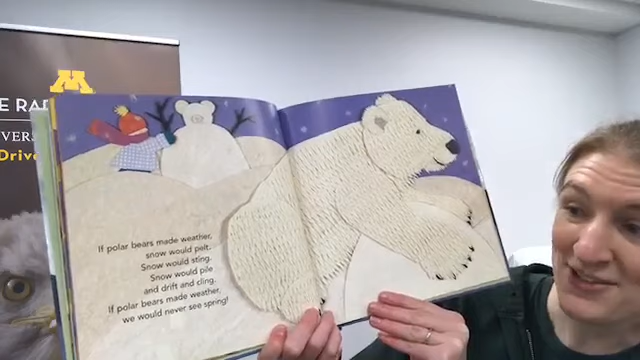 M
E RA
VERS
Drive
If polar bears made weather,
snow would pelt.
Snow would sting.
Snow would pile
and drift and cling.
If polar bears made weather,
we would never see spring!